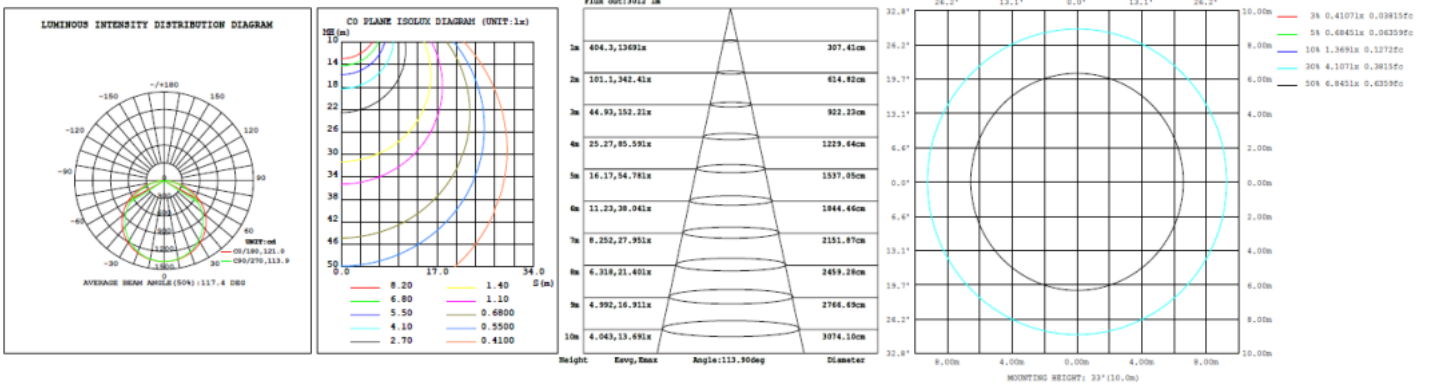 LUMINOUS INTENSITY DISTRIBUTION DIAGRAM
-/+180
-150 150
-120 120
-90 90
-60 60
-30 30
0
UNIT:cd
C0/180,121.0
C90/270,113.9
AVERAGE BEAM ANGLE(50%):117.4 DEG
C0 PLANE ISOLUX DIAGRAM (UNIT:lx)
MH(m)
10
14
18
22
26
30
34
38
42
46
50
0.0 17.0 34.0
S(m)
8.20 1.40
6.80 1.10
5.50 0.6800
4.10 0.5500
2.70 0.4100
1m 404.3,1369lx 307.41cm
2m 101.1,342.4lx 614.82cm
3m 44.93,152.2lx 922.23cm
4m 25.27,85.59lx 1229.64cm
5m 16.17,54.78lx 1537.05cm
6m 11.23,38.04lx 1844.46cm
7m 8.252,27.95lx 2151.87cm
8m 6.318,21.40lx 2459.28cm
9m 4.992,16.91lx 2766.69cm
10m 4.043,13.69lx 3074.10cm
Height Eavg,Emax Angle:113.90deg Diameter
26.2' 13.1' 0.0' 13.1' 26.2'
32.8' 10.00m
26.2' 8.00m
19.7' 6.00m
13.1' 4.00m
6.6' 2.00m
0.0' 0.00m
6.6' 2.00m
13.1' 4.00m
19.7' 6.00m
26.2' 8.00m
32.8' 10.00m
8.00m 4.00m 0.00m 4.00m 8.00m
MOUNTING HEIGHT: 33'(10.0m)
3% 0.4107lx 0.03815fc
5% 0.6845lx 0.06359fc
10% 1.369lx 0.1272fc
30% 4.107lx 0.3815fc
50% 6.845lx 0.6359fc